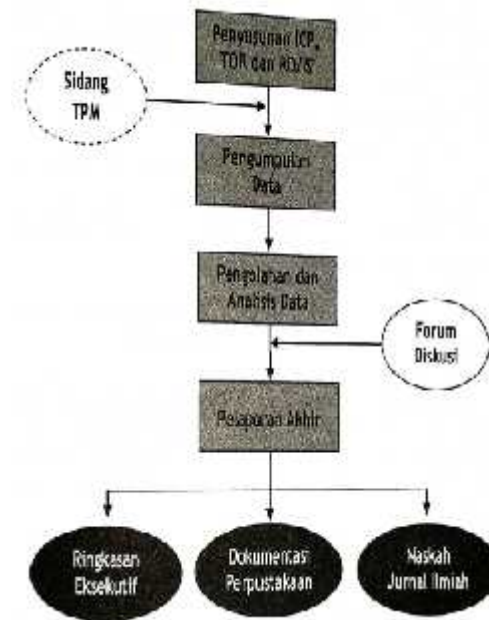 Penyusunan ICP,
TOR dan
Sidang
TPM
Pengumpulan
Data
Pengolahan dan
Analisis Data
Forum
Diskusi
Pelaporan Akhir
Ringkasan
Eksekutif
Dokumentasi
Perpustakaan
Naskah
Jurnal Ilmiah